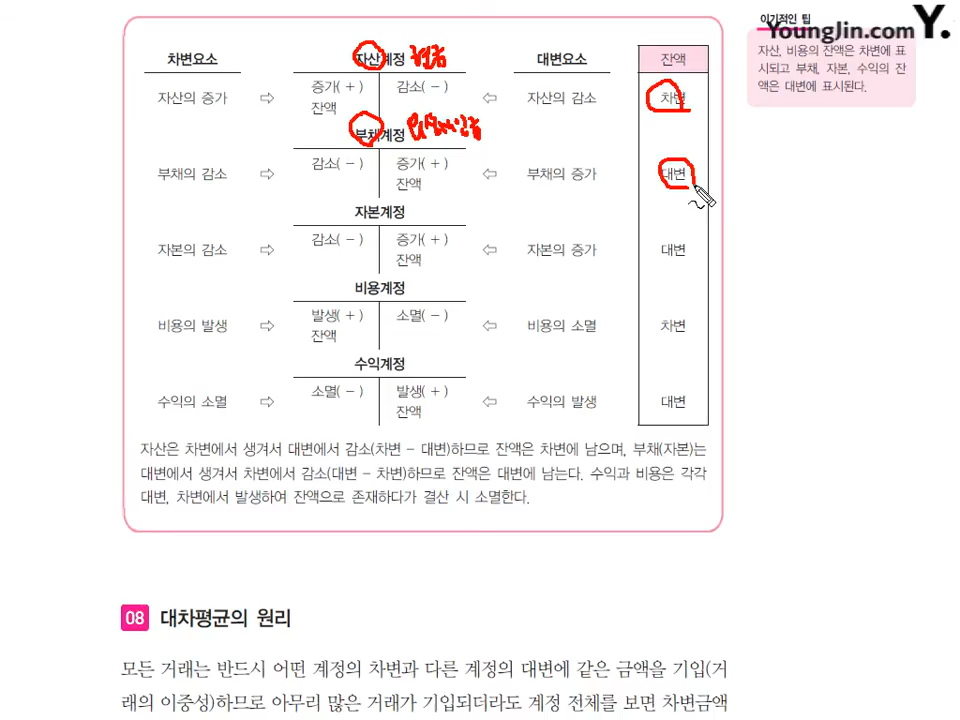 이기적인 팁
YoungJin.com Y.
자산, 비용의 잔액은 차변에 표
시되고 부채, 자본, 수익의 잔
액은 대변에 표시된다.
차변요소 자산계정 현금 대변요소 잔액
자산의 증가 ⇨ 증가(+) 잔액 감소(-) ⇦ 자산의 감소 차변
부채계정
부채의 감소 ⇨ 감소(-) 증가(+) 잔액 ⇦ 부채의 증가 대변
자본계정
자본의 감소 ⇨ 감소(-) 증가(+) 잔액 ⇦ 자본의 증가 대변
비용계정
비용의 발생 ⇨ 발생(+) 잔액 소멸(-) ⇦ 비용의 소멸 차변
수익계정
수익의 소멸 ⇨ 소멸(-) 발생(+) 잔액 ⇦ 수익의 발생 대변
자산은 차변에서 생겨서 대변에서 감소(차변 - 대변)하므로 잔액은 차변에 남으며, 부채(자본)는
대변에서 생겨서 차변에서 감소(대변 - 차변)하므로 잔액은 대변에 남는다. 수익과 비용은 각각
대변, 차변에서 발생하여 잔액으로 존재하다가 결산 시 소멸한다.
08 대차평균의 원리
모든 거래는 반드시 어떤 계정의 차변과 다른 계정의 대변에 같은 금액을 기입(거
래의 이중성)하므로 아무리 많은 거래가 기입되더라도 계정 전체를 보면 차변금액